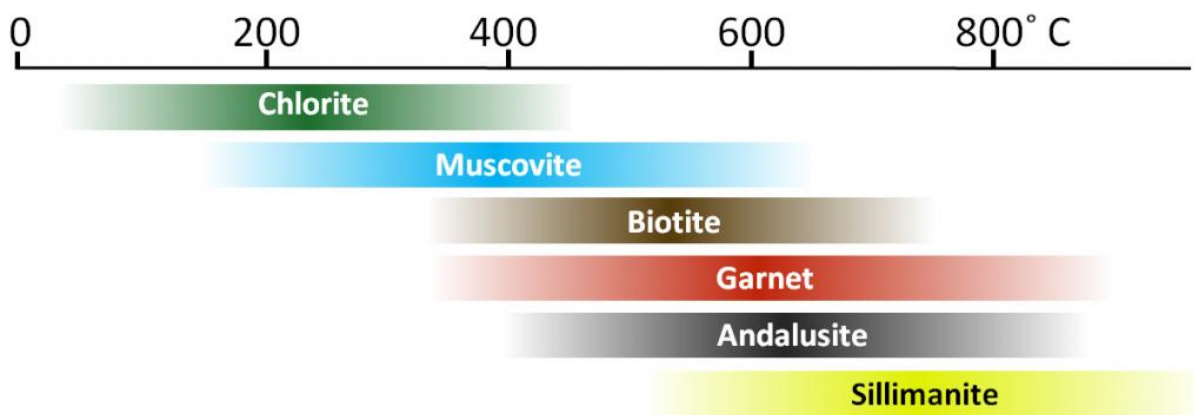 0 200 400 600 800° C
Chlorite
Muscovite
Biotite
Garnet
Andalusite
Sillimanite